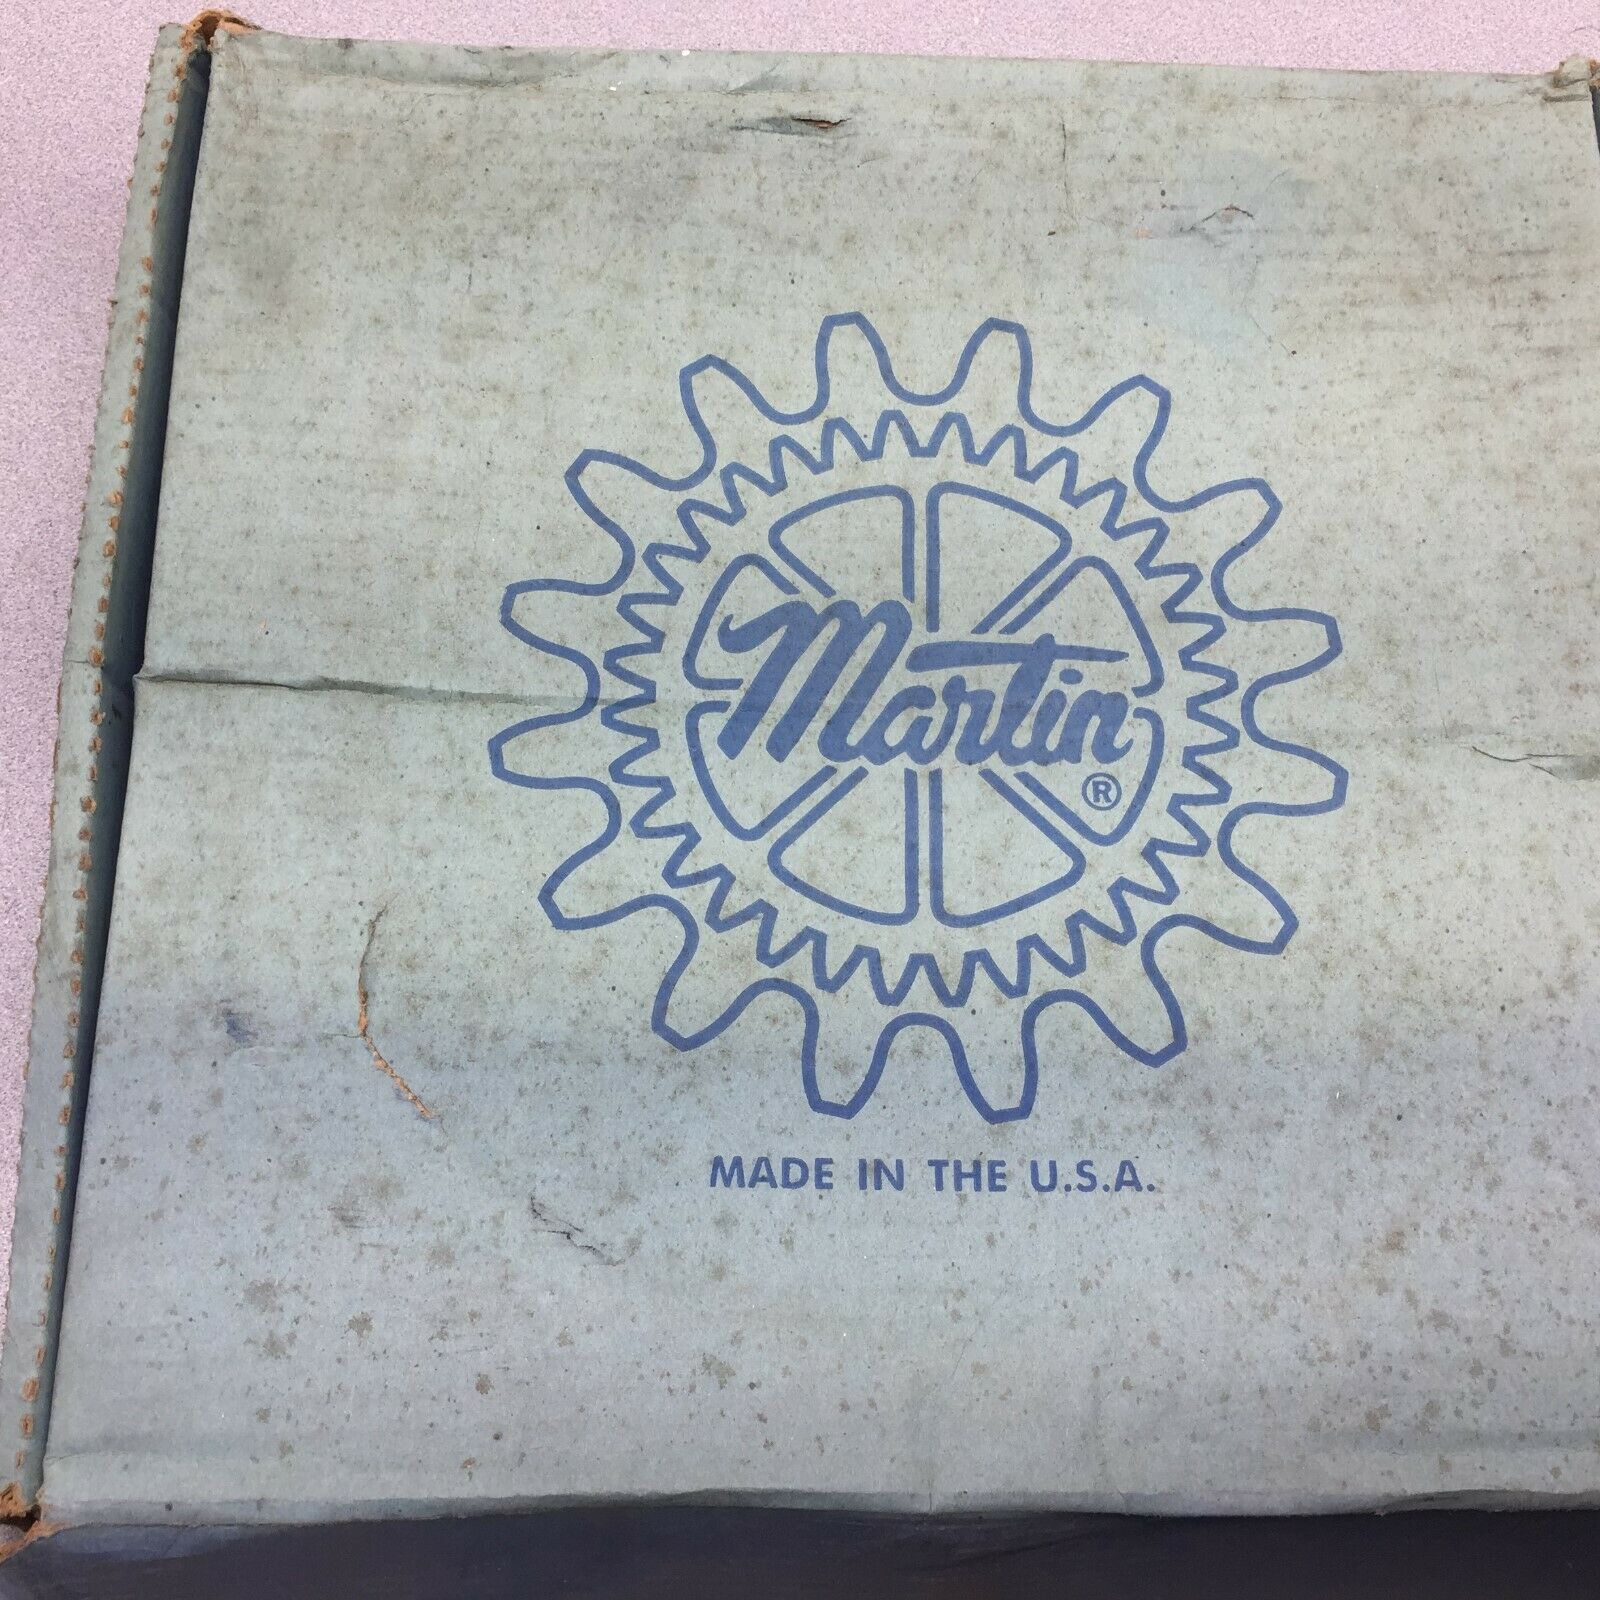 Martin
®
MADE IN THE U.S.A.